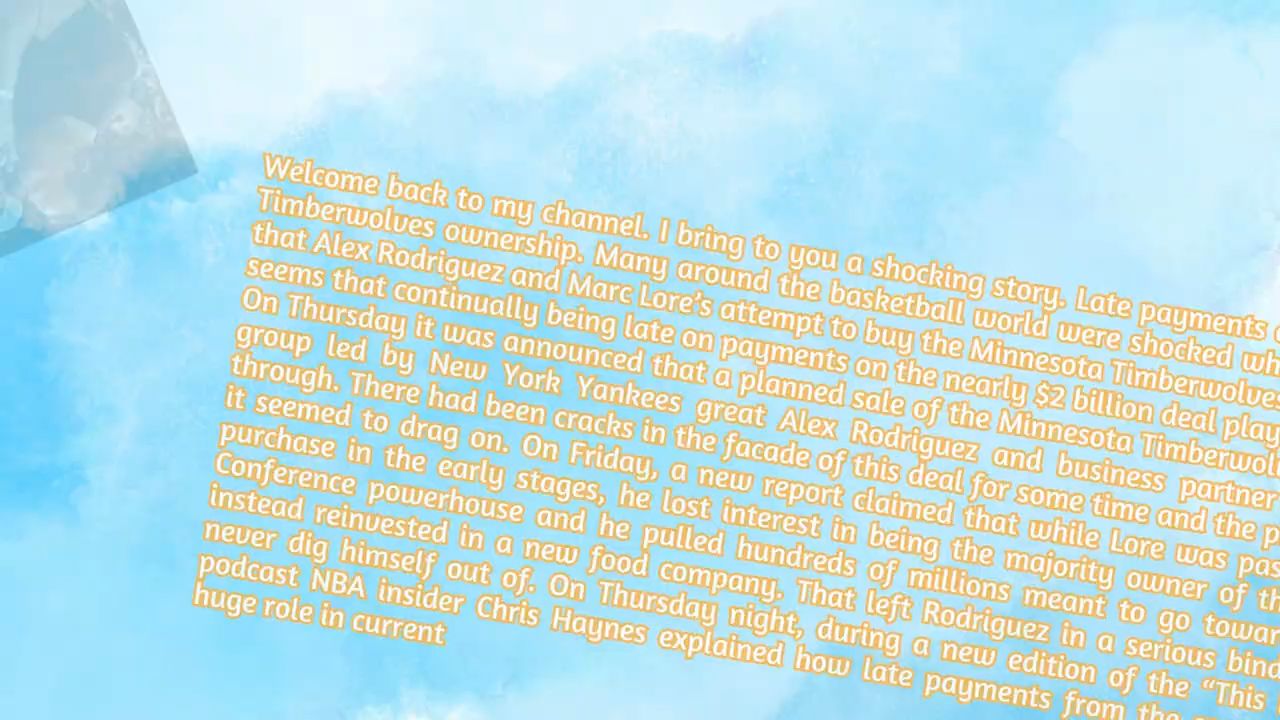 Welcome back to my channel. I bring to you a shocking story. Late payments
Timberwolves ownership. Many around the basketball world were shocked
that Alex Rodriguez and Marc Lore's attempt to buy the Minnesota Timberwolves
seems that continually being late on payments on the nearly $2 billion deal
On Thursday it was announced that a planned sale of the Minnesota
group led by New York Yankees great Alex Rodriguez and business partner
through. There had been cracks in the facade of this deal for some time and the
it seemed to drag on. On Friday, a new report claimed that while Lore was
purchase in the early stages, he lost interest in being the majority owner of
Conference powerhouse and he pulled hundreds of millions meant to go
instead reinvested in a new food company. That left Rodriguez in a serious
never dig himself out of. On Thursday night, during a new edition of the “This
podcast NBA insider Chris Haynes explained how late payments from the
huge role in current